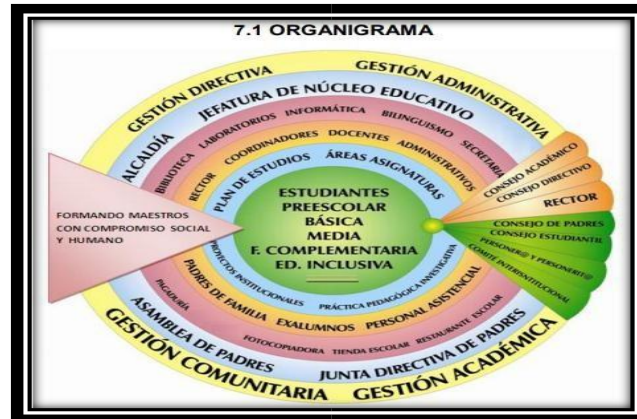 7.1 ORGANIGRAMA
GESTIÓN DIRECTIVA
GESTIÓN ADMINISTRATIVA
ALCALDÍA
JEFATURA DE NÚCLEO EDUCATIVO
BIBLIOTECA
LABORATORIOS
INFORMÁTICA
BILINGUISMO
SECRETARIA
RECTOR
COORDINADORES
DOCENTES
ADMINISTRATIVOS
PLAN DE ESTUDIOS
ÁREAS ASIGNATURAS
CONSEJO ACADÉMICO
CONSEJO DIRECTIVO
RECTOR
CONSEJO DE PADRES
CONSEJO ESTUDIANTIL
PERSONER@ Y PERSONERIT@
COMITÉ INTERISNTITUCIONAL
FORMANDO MAESTROS
CON COMPROMISO SOCIAL
Y HUMANO
ESTUDIANTES
PREESCOLAR
BÁSICA
MEDIA
F. COMPLEMENTARIA
ED. INCLUSIVA
PROYECTOS INSTITUCIONALES
PRÁCTICA PEDAGÓGICA INVESTIGATIVA
PADRES DE FAMILIA
EXALUMNOS
PERSONAL ASISTENCIAL
PAGADURÍA
FOTOCOPIADORA
TIENDA ESCOLAR
RESTAURANTE ESCOLAR
ASAMBLEA DE PADRES
JUNTA DIRECTIVA DE PADRES
GESTIÓN COMUNITARIA
GESTIÓN ACADÉMICA